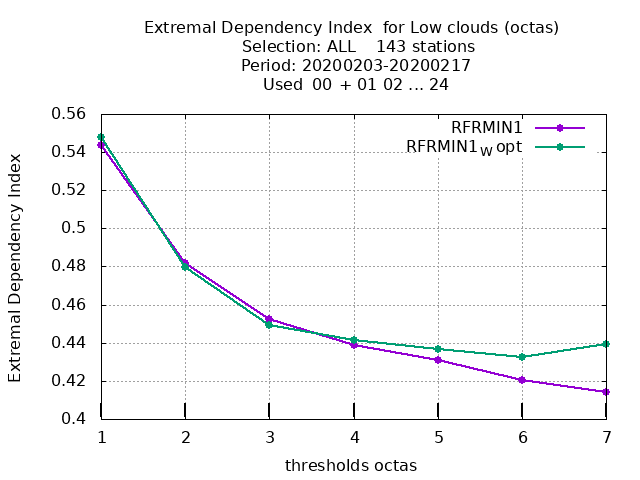 Extremal Dependency Index  for Low clouds (octas)
Selection: ALL    143 stations
Period: 20200203-20200217
Used  00 + 01 02 ... 24
0.56
0.54
0.52
0.5
0.48
0.46
0.44
0.42
0.4
Extremal Dependency Index
RFRMIN1
RFRMIN1W opt
1 2 3 4 5 6 7
thresholds octas